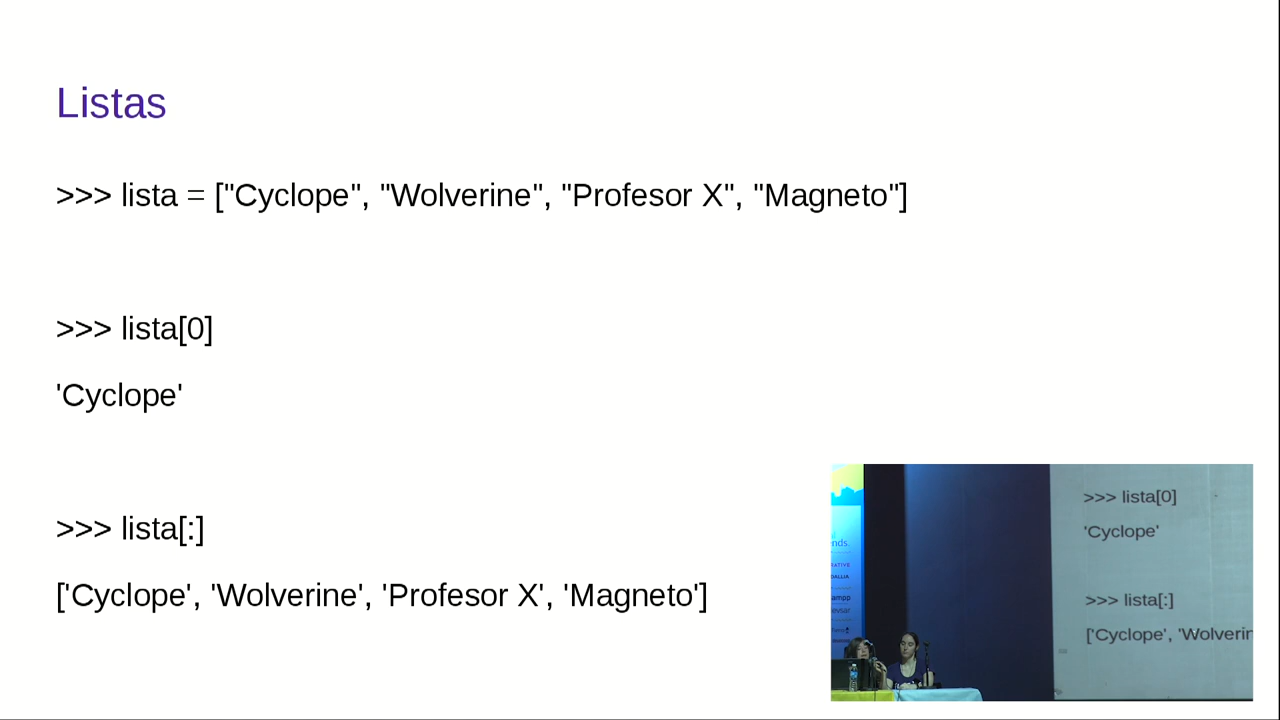 Listas
>>> lista = ["Cyclope", "Wolverine", "Profesor X", "Magneto"]
>>> lista[0]
'Cyclope'
>>> lista[:]
['Cyclope', 'Wolverine', 'Profesor X', 'Magneto']
>>> lista[0]
'Cyclope'
>>> lista[:]
['Cyclope', 'Wolverin